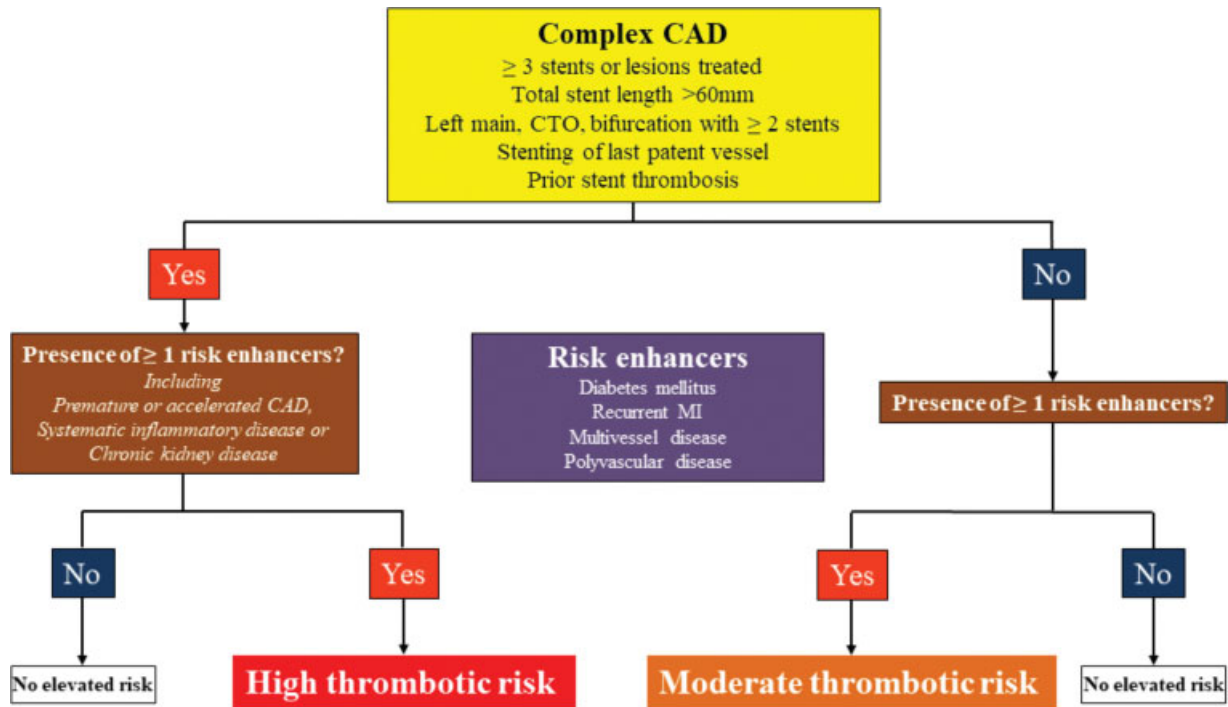 Complex CAD
≥ 3 stents or lesions treated
Total stent length >60mm
Left main, CTO, bifurcation with ≥ 2 stents
Stenting of last patent vessel
Prior stent thrombosis
Yes
No
Presence of ≥ 1 risk enhancers?
Including
Premature or accelerated CAD,
Systematic inflammatory disease or
Chronic kidney disease
Risk enhancers
Diabetes mellitus
Recurrent MI
Multivessel disease
Polyvascular disease
Presence of ≥ 1 risk enhancers?
No
Yes
Yes
No
No elevated risk
High thrombotic risk
Moderate thrombotic risk
No elevated risk